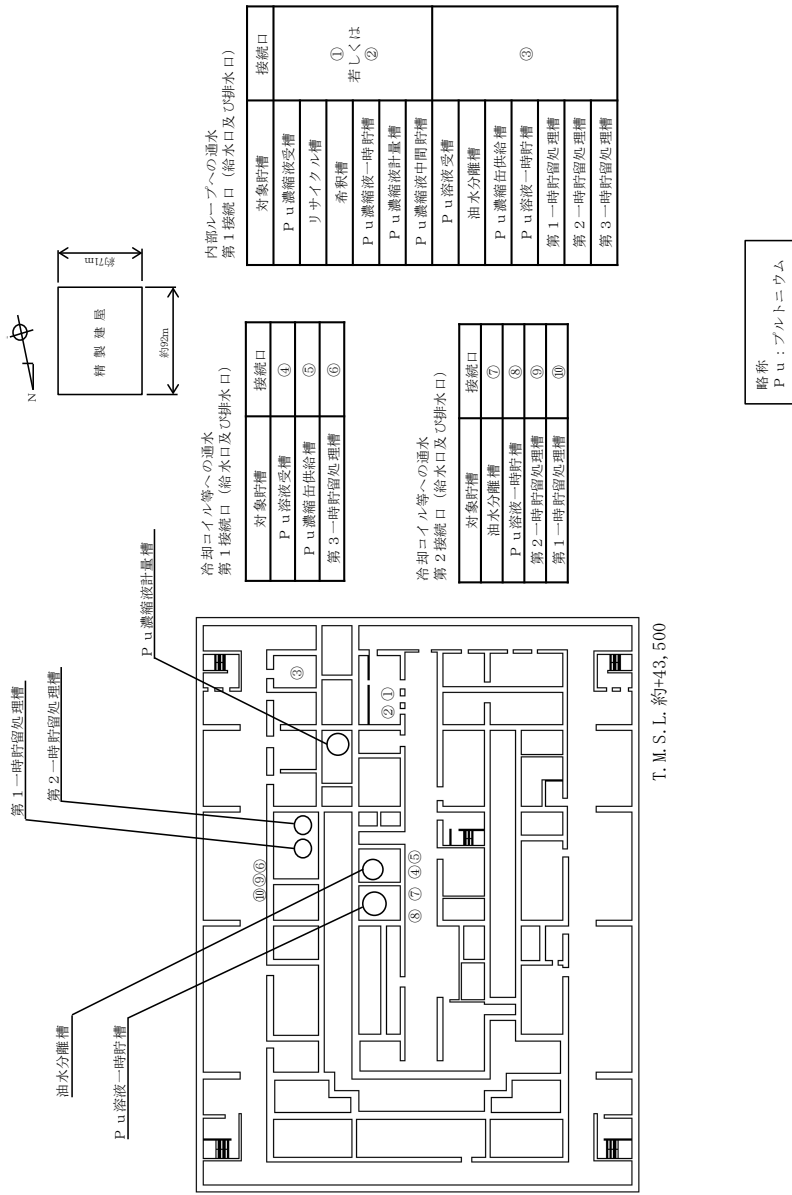 第1一時貯留処理槽
第2一時貯留処理槽
Pu濃縮液計量槽
油水分離槽
Pu溶液一時貯槽
⑩⑨⑥
③
②①
⑧ ⑦ ④⑤
T.M.S.L.約+43,500
N
精製建屋
約92m
約71m
冷却コイル等への通水
第1接続口（給水口及び排水口）
対象貯槽 接続口
Pu溶液受槽 ④
Pu濃縮缶供給槽 ⑤
第3一時貯留処理槽 ⑥
冷却コイル等への通水
第2接続口（給水口及び排水口）
対象貯槽 接続口
油水分離槽 ⑦
Pu溶液一時貯槽 ⑧
第2一時貯留処理槽 ⑨
第1一時貯留処理槽 ⑩
内部ループへの通水
第1接続口（給水口及び排水口）
対象貯槽 接続口
Pu濃縮液受槽
リサイクル槽
希釈槽
Pu濃縮液一時貯槽
Pu濃縮液計量槽
Pu濃縮液中間貯槽
①
若しくは
②
Pu溶液受槽
油水分離槽
Pu濃縮缶供給槽
Pu溶液一時貯槽
第1一時貯留処理槽
第2一時貯留処理槽
第3一時貯留処理槽
③
略称
Pu：プルトニウム